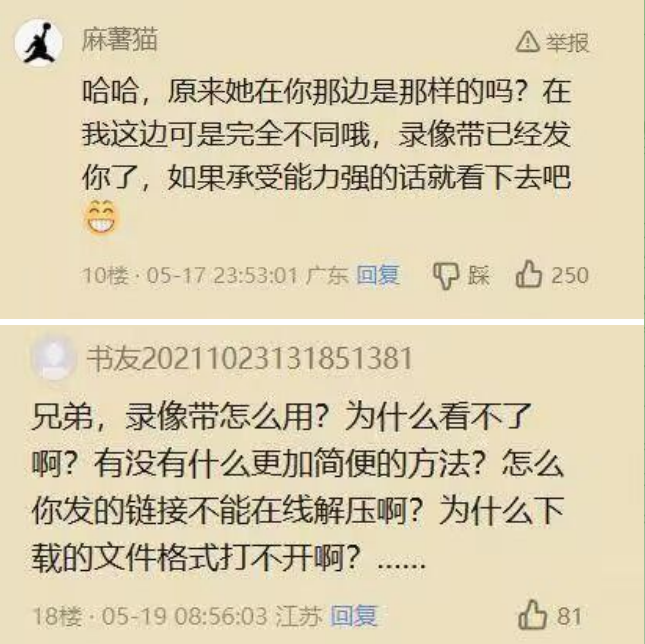 麻薯猫
举报
哈哈，原来她在你那边是那样的吗？在
我这边可是完全不同哦，录像带已经发
你了，如果承受能力强的话就看下去吧
😁
10楼 · 05-17 23:53:01 广东 回复 踩 250
书友20211023131851381
兄弟，录像带怎么用？为什么看不了
啊？有没有什么更加简便的方法？怎么
你发的链接不能在线解压啊？为什么下
载的文件格式打不开啊？......
18楼 · 05-19 08:56:03 江苏 回复 81